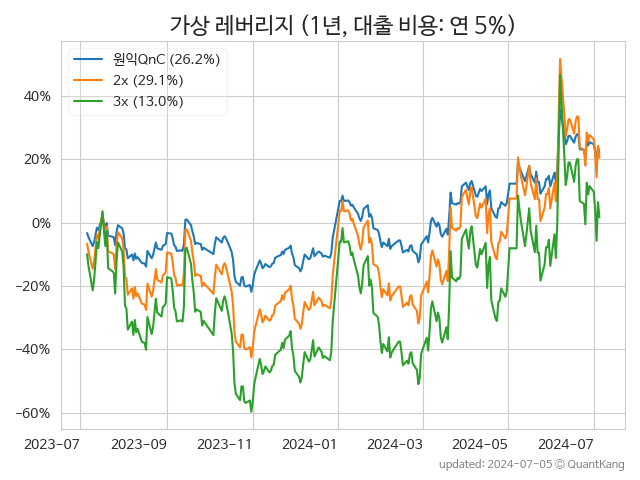 가상 레버리지 (1년, 대출 비용: 연 5%)
원익QnC (26.2%)
2x (29.1%)
3x (13.0%)
40%
20%
0%
−20%
−40%
−60%
2023-07
2023-09
2023-11
2024-01
2024-03
2024-05
2024-07
updated: 2024-07-05 © QuantKang